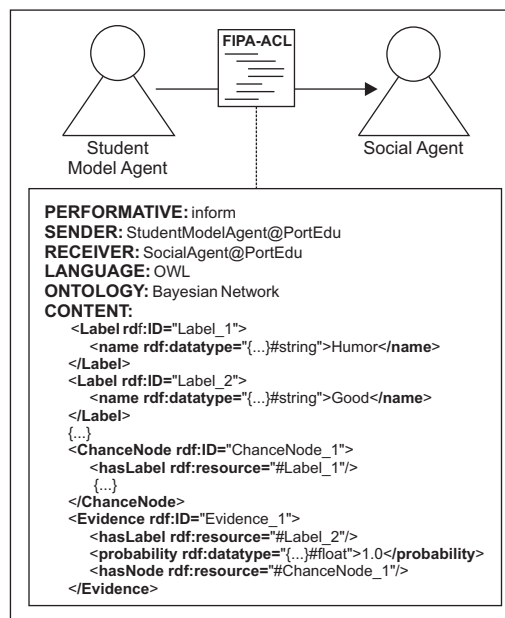 FIPA-ACL
Student
Model Agent
Social Agent
PERFORMATIVE: inform
SENDER: StudentModelAgent@PortEdu
RECEIVER: SocialAgent@PortEdu
LANGUAGE: OWL
ONTOLOGY: Bayesian Network
CONTENT:
<Label rdf:ID="Label_1">
<name rdf:datatype="{...}#string">Humor</name>
</Label>
<Label rdf:ID="Label_2">
<name rdf:datatype="{...}#string">Good</name>
</Label>
{...}
<ChanceNode rdf:ID="ChanceNode_1">
<hasLabel rdf:resource="#Label_1"/>
{...}
</ChanceNode>
<Evidence rdf:ID="Evidence_1">
<hasLabel rdf:resource="#Label_2"/>
<probability rdf:datatype="{...}#float">1.0</probability>
<hasNode rdf:resource="#ChanceNode_1"/>
</Evidence>